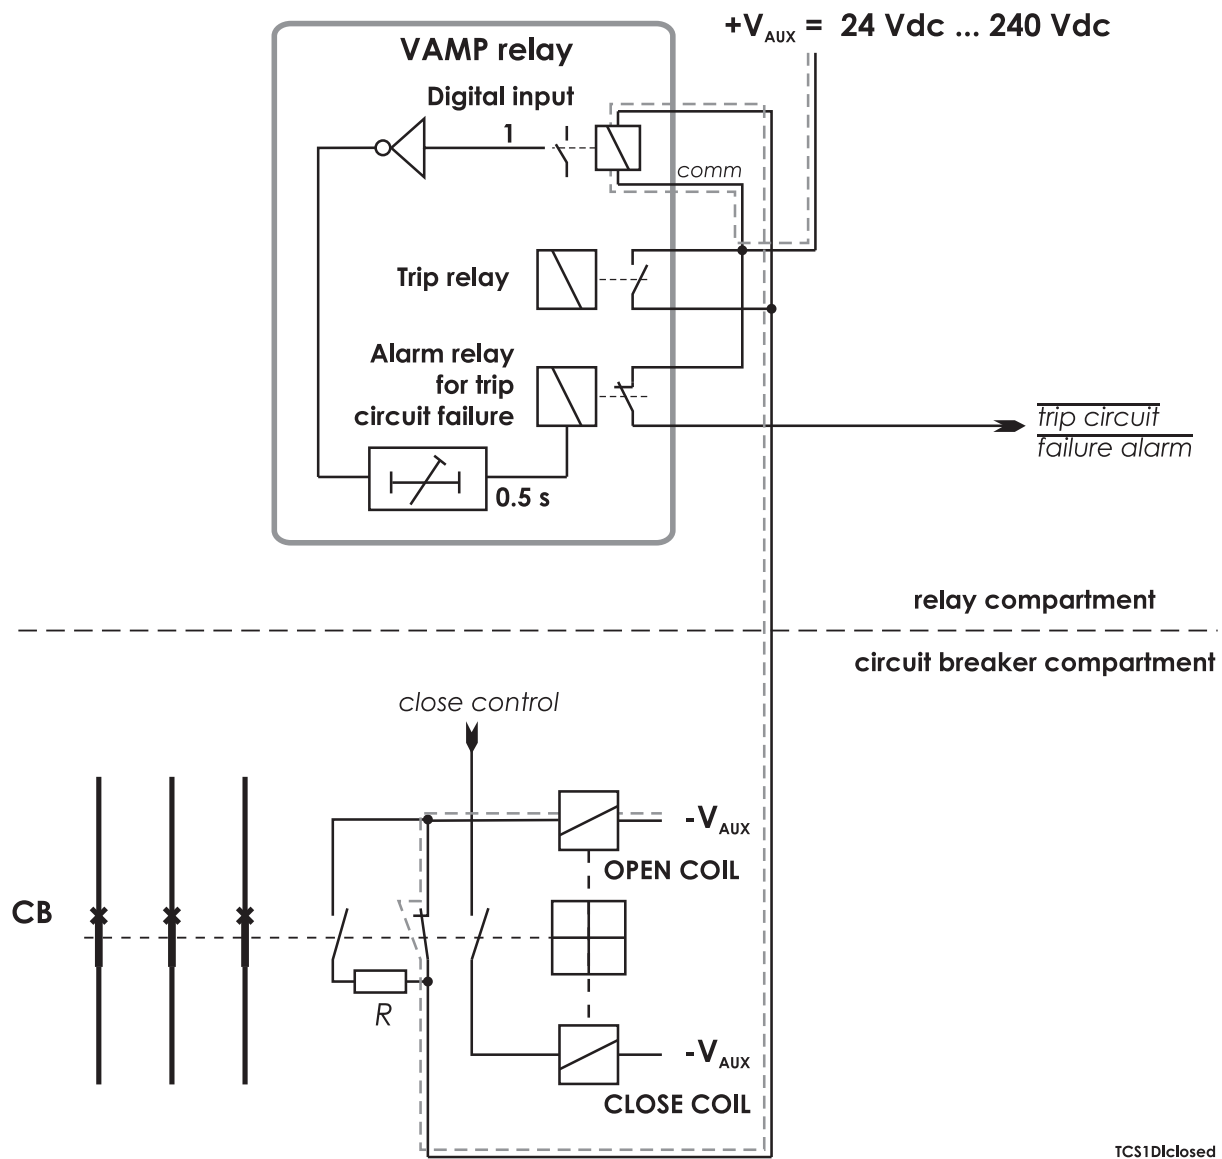 +VAUX = 24 Vdc ... 240 Vdc
VAMP relay
Digital input
1
comm
Trip relay
Alarm relay
for trip
circuit failure
0.5 s
trip circuit
failure alarm
relay compartment
circuit breaker compartment
close control
-VAUX
OPEN COIL
CB
R
-VAUX
CLOSE COIL
TCS1DIclosed